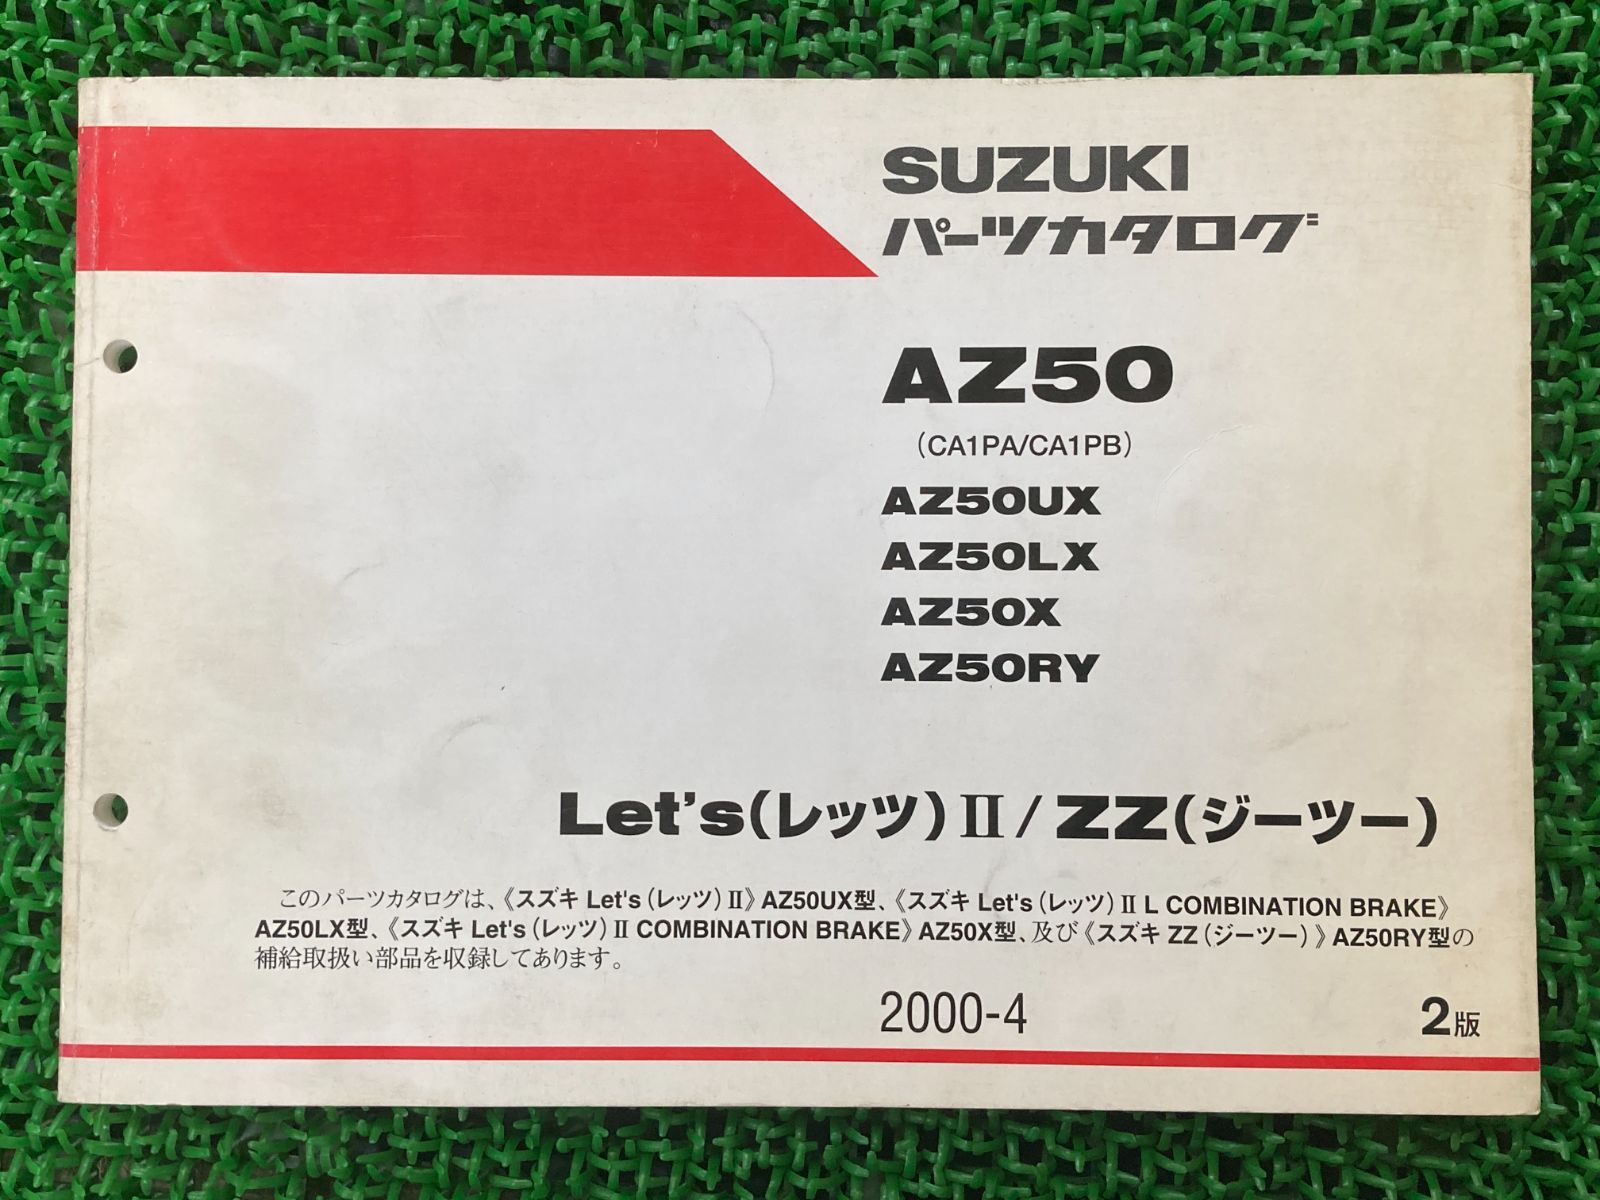 SUZUKI
パーツカタログ
AZ50
(CA1PA/CA1PB)
AZ50UX
AZ50LX
AZ50X
AZ50RY
Let's(レッツ)Ⅱ/ZZ(ジーツー)
このパーツカタログは、《スズキ Let's(レッツ)Ⅱ》AZ50UX型、《スズキ Let's(レッツ)Ⅱ L COMBINATION BRAKE》
AZ50LX型、《スズキ Let's(レッツ)Ⅱ COMBINATION BRAKE》AZ50X型、及び《スズキ ZZ(ジーツー)》AZ50RY型の
補給取扱い部品を収録してあります。
2000-4 2版